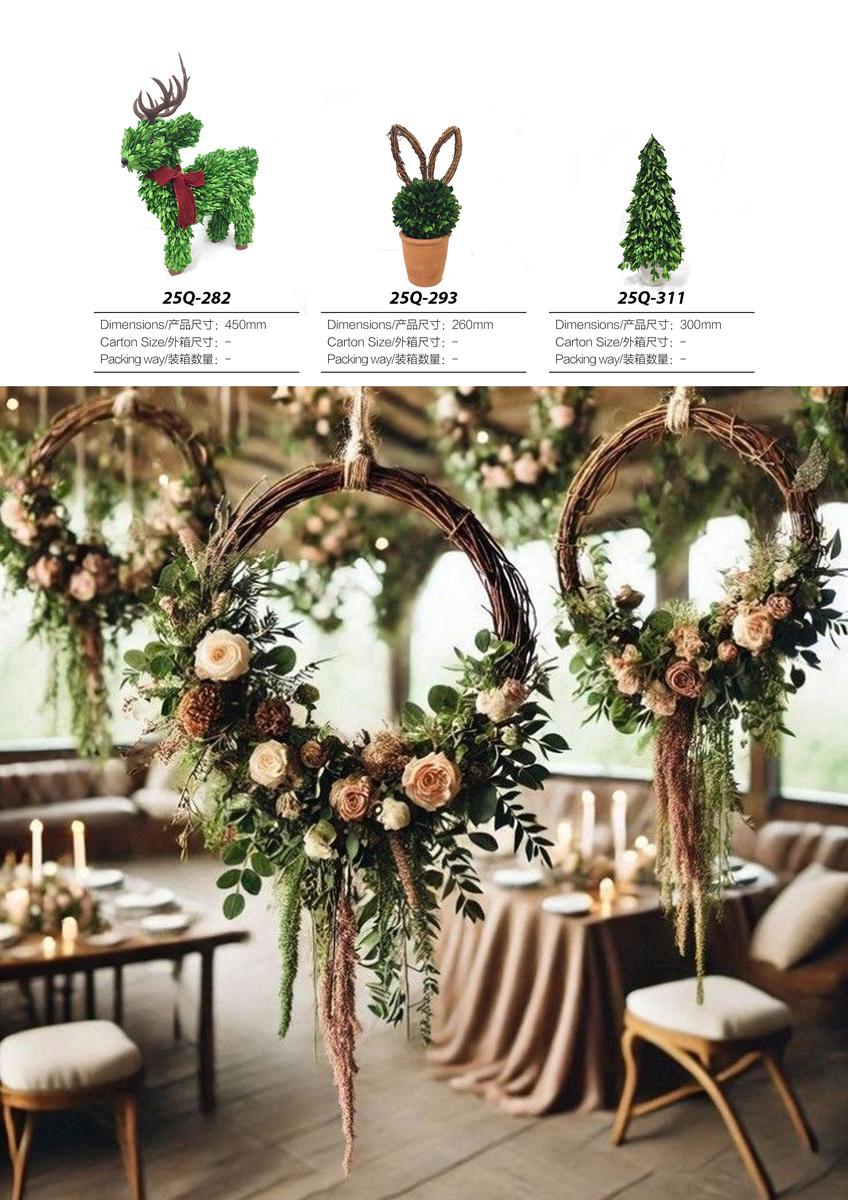 25Q-282
Dimensions/产品尺寸：450mm
Carton Size/外箱尺寸：-
Packing way/装箱数量：-
25Q-293
Dimensions/产品尺寸：260mm
Carton Size/外箱尺寸：-
Packing way/装箱数量：-
25Q-311
Dimensions/产品尺寸：300mm
Carton Size/外箱尺寸：-
Packing way/装箱数量：-